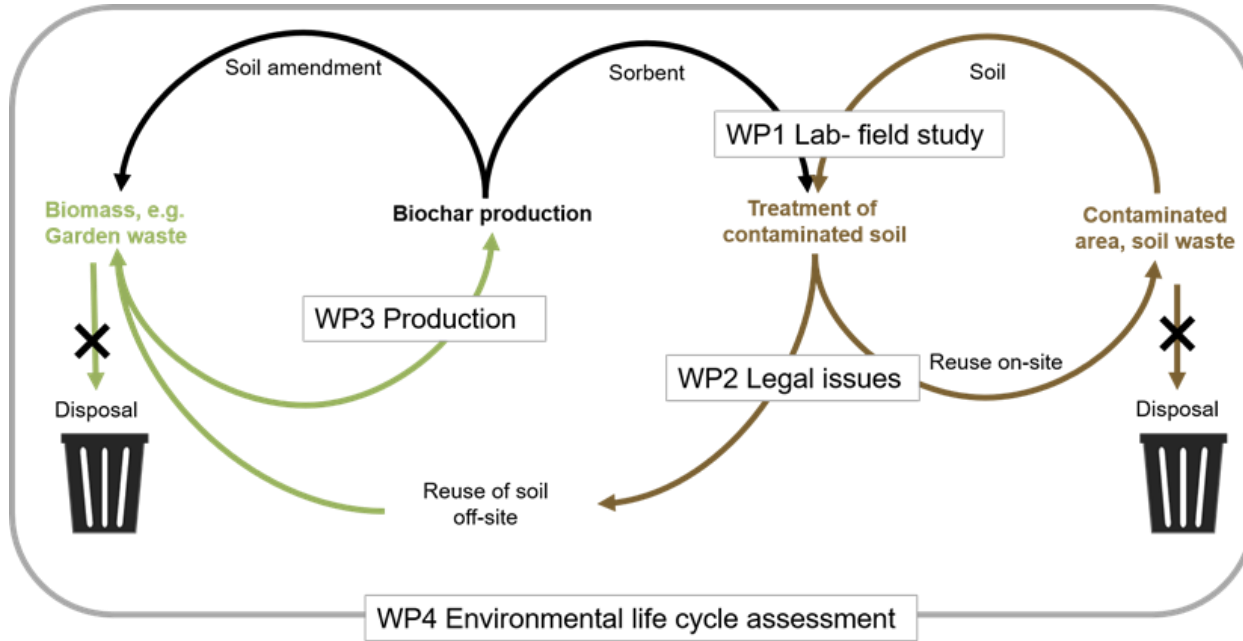 Soil amendment
Sorbent
Soil
WP1 Lab- field study
Biomass, e.g.
Garden waste
Biochar production
Treatment of
contaminated soil
Contaminated
area, soil waste
WP3 Production
WP2 Legal issues
Reuse on-site
Disposal
Disposal
Reuse of soil
off-site
WP4 Environmental life cycle assessment